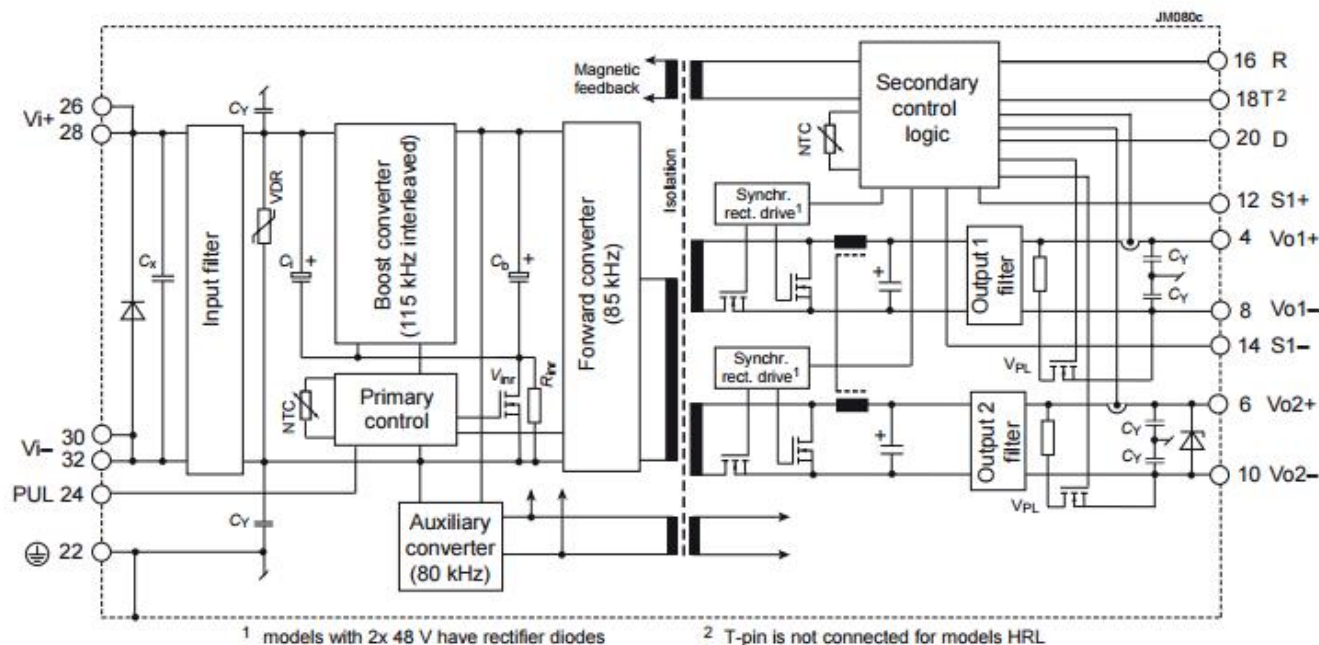 JM080c
Vi+
26
28
CY
Cx
Input filter
VDR
Ci
+
Boost converter
(115 kHz interleaved)
Cb
+
Forward converter
(85 kHz)
Vinr
Rinr
NTC
Primary
control
Vi–
30
32
PUL 24
22
CY
Auxiliary
converter
(80 kHz)
Magnetic
feedback
Isolation
Secondary
control
logic
NTC
Synchr.
rect. drive1
+
Output 1
filter
VPL
CY
CY
Synchr.
rect. drive1
+
Output 2
filter
VPL
CY
CY
16 R
18 T 2
20 D
12 S1+
4 Vo1+
8 Vo1–
14 S1–
6 Vo2+
10 Vo2–
1 models with 2x 48 V have rectifier diodes
2 T-pin is not connected for models HRL